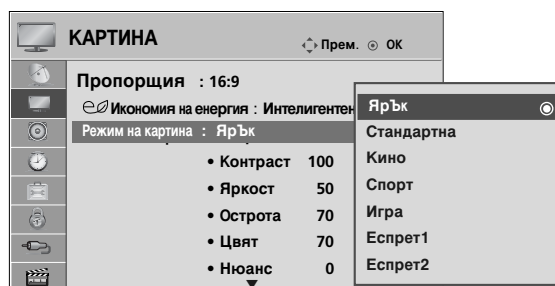 КАРТИНА
Прем. ОК
Пропорция : 16:9
Икономия на енергия : Интелигентен
Режим на картина : ЯрЪк
• Контраст 100
• Яркост 50
• Острота 70
• Цвят 70
• Нюанс 0
ЯрЪк
Стандартна
Кино
Спорт
Игра
Еспрет1
Еспрет2